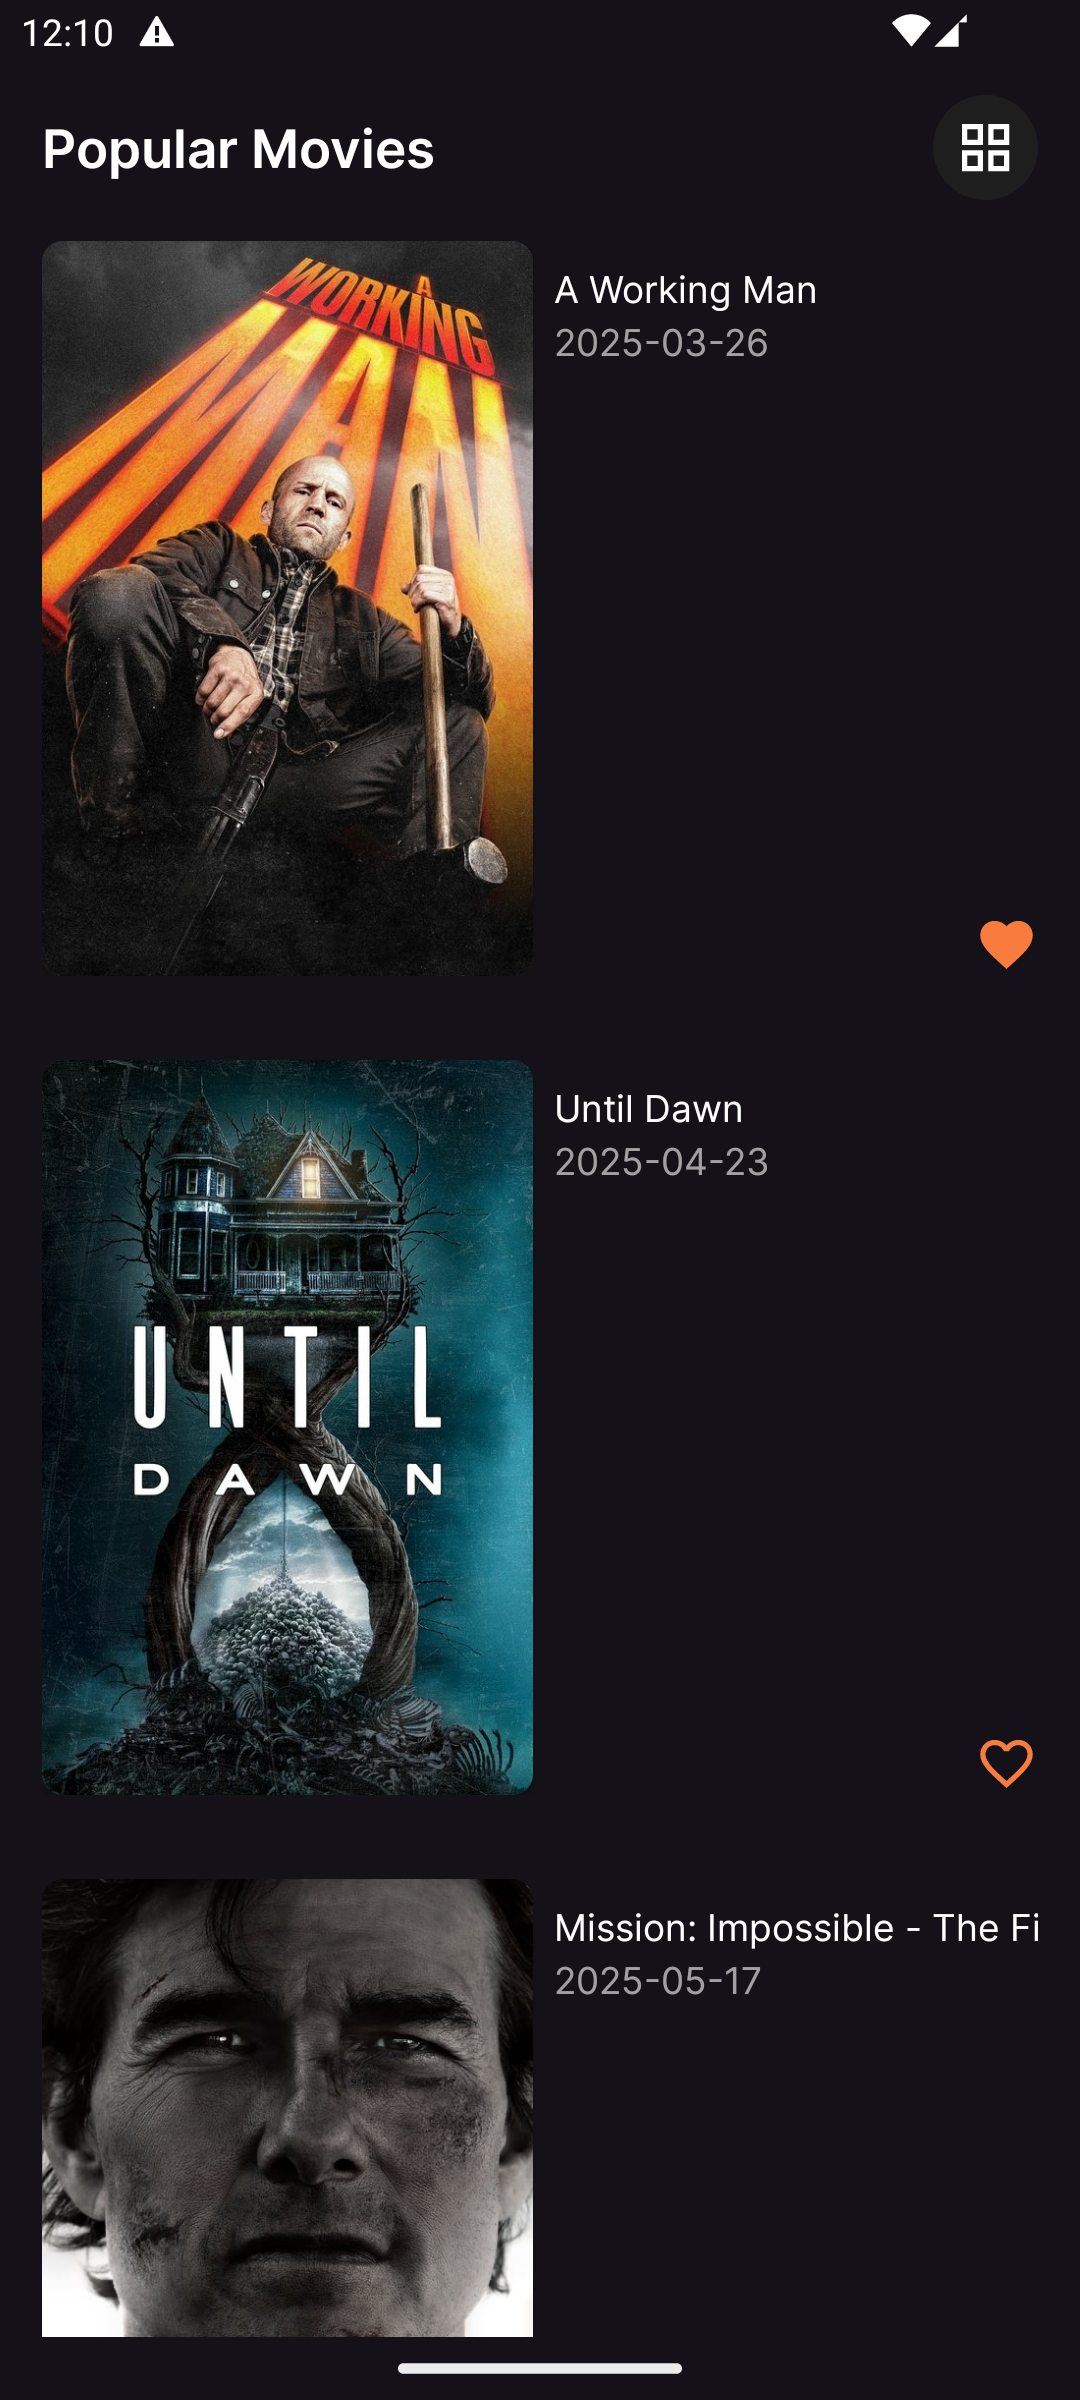 12:10
Popular Movies
A
WORKING
MAN
A Working Man
2025-03-26
UNTIL
DAWN
Until Dawn
2025-04-23
Mission: Impossible - The Fi
2025-05-17